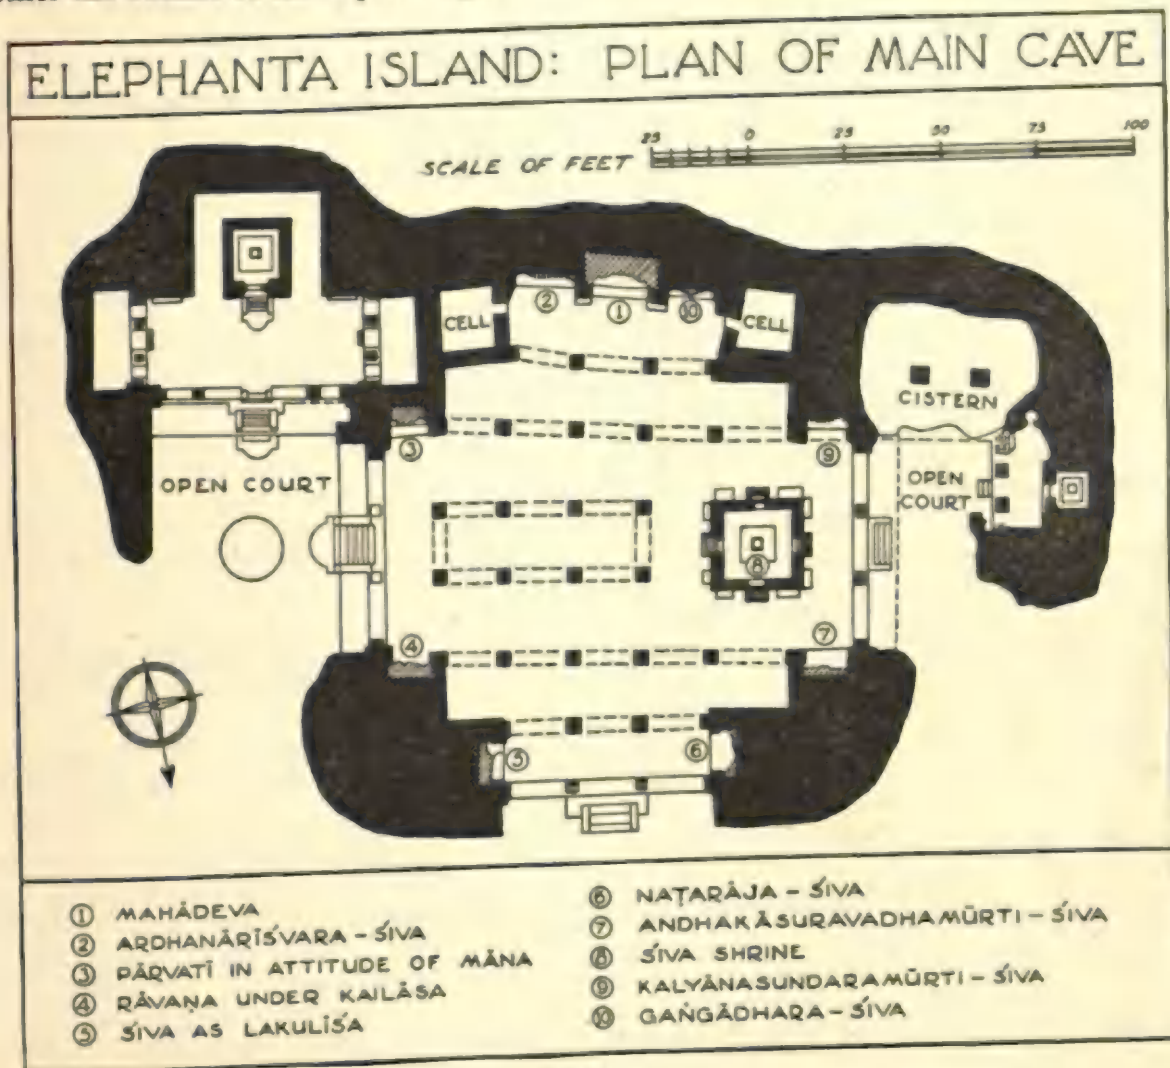 ELEPHANTA ISLAND: PLAN OF MAIN CAVE
SCALE OF FEET
25 0 25 50 75 100
CELL
② ① ⑩
CELL
CISTERN
③
⑨
OPEN COURT
OPEN
COURT
⑧
④
⑦
⑤
⑥
① MAHĀDEVA
② ARDHANĀRĪŚVARA - ŚIVA
③ PĀRVATĪ IN ATTITUDE OF MĀNA
④ RĀVAṆA UNDER KAILĀSA
⑤ ŚIVA AS LAKULĪŚA
⑥ NAṬARĀJA - ŚIVA
⑦ ANDHAKĀSURAVADHAMŪRTI - ŚIVA
⑧ ŚIVA SHRINE
⑨ KALYĀNASUNDARAMŪRTI - ŚIVA
⑩ GAṄGĀDHARA - ŚIVA